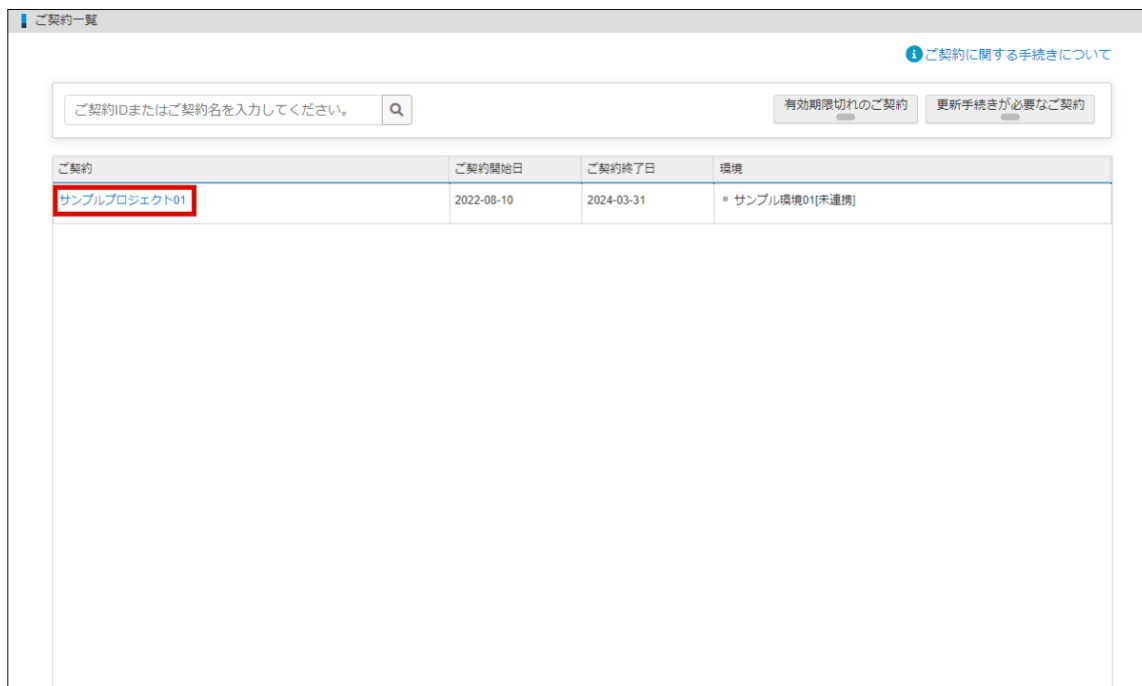 ご契約一覧
ご契約に関する手続きについて
ご契約IDまたはご契約名を入力してください。
有効期限切れのご契約 更新手続きが必要なご契約
ご契約 ご契約開始日 ご契約終了日 環境
サンプルプロジェクト01 2022-08-10 2024-03-31 サンプル環境01[未連携]